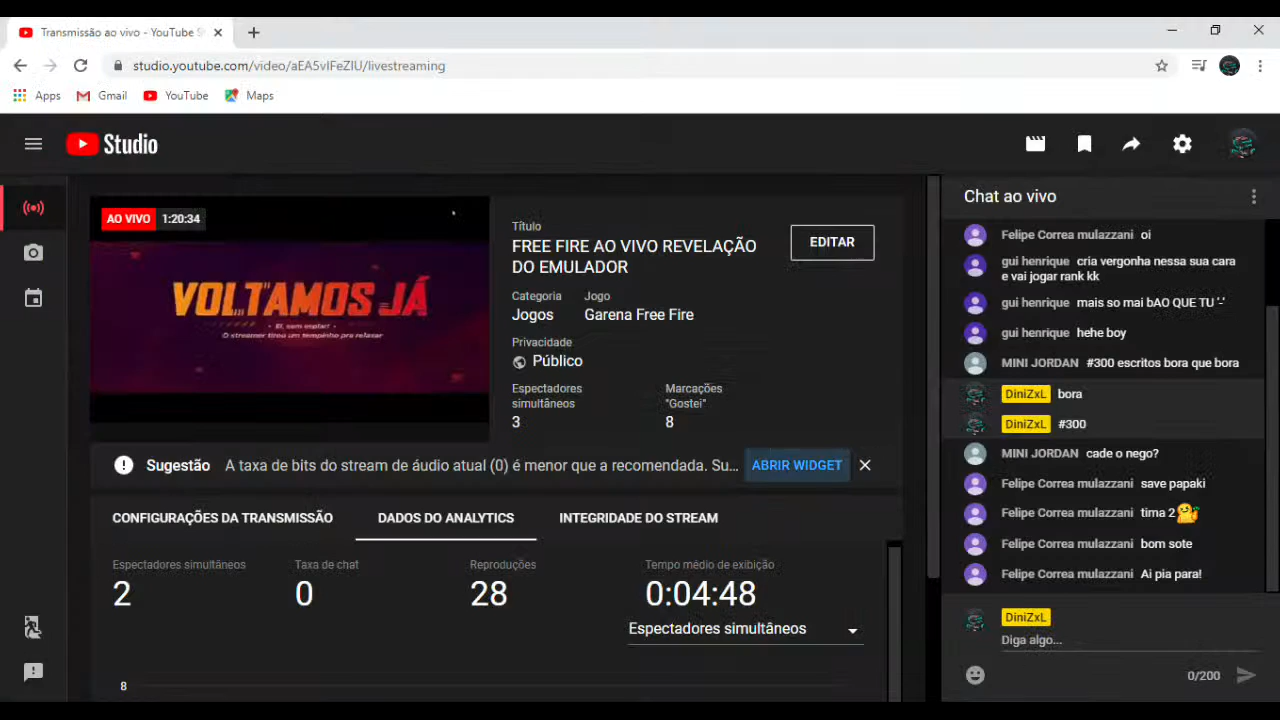 Transmissão ao vivo - YouTube S
studio.youtube.com/video/aEA5vIFeZIU/livestreaming
Apps
Gmail
YouTube
Maps
Studio
AO VIVO 1:20:34
VOLTAMOS JÁ
O streamer tirou um tempinho pra relaxar
Título
FREE FIRE AO VIVO REVELAÇÃO
DO EMULADOR
EDITAR
Categoria
Jogo
Jogos
Garena Free Fire
Privacidade
Público
Espectadores
simultâneos
3
Marcações
"Gostei"
8
Sugestão A taxa de bits do stream de áudio atual (0) é menor que a recomendada. Su...
ABRIR WIDGET
CONFIGURAÇÕES DA TRANSMISSÃO
DADOS DO ANALYTICS
INTEGRIDADE DO STREAM
Espectadores simultâneos
2
Taxa de chat
0
Reproduções
28
Tempo médio de exibição
0:04:48
Espectadores simultâneos
8
Chat ao vivo
Felipe Correa mulazzani oi
gui henrique cria vergonha nessa sua cara
e vai jogar rank kk
gui henrique mais so mai bAO QUE TU '-'
gui henrique hehe boy
MINI JORDAN #300 escritos bora que bora
DiniZxL bora
DiniZxL #300
MINI JORDAN cade o nego?
Felipe Correa mulazzani save papaki
Felipe Correa mulazzani tima 2
Felipe Correa mulazzani bom sote
Felipe Correa mulazzani Ai pia para!
DiniZxL
Diga algo...
0/200